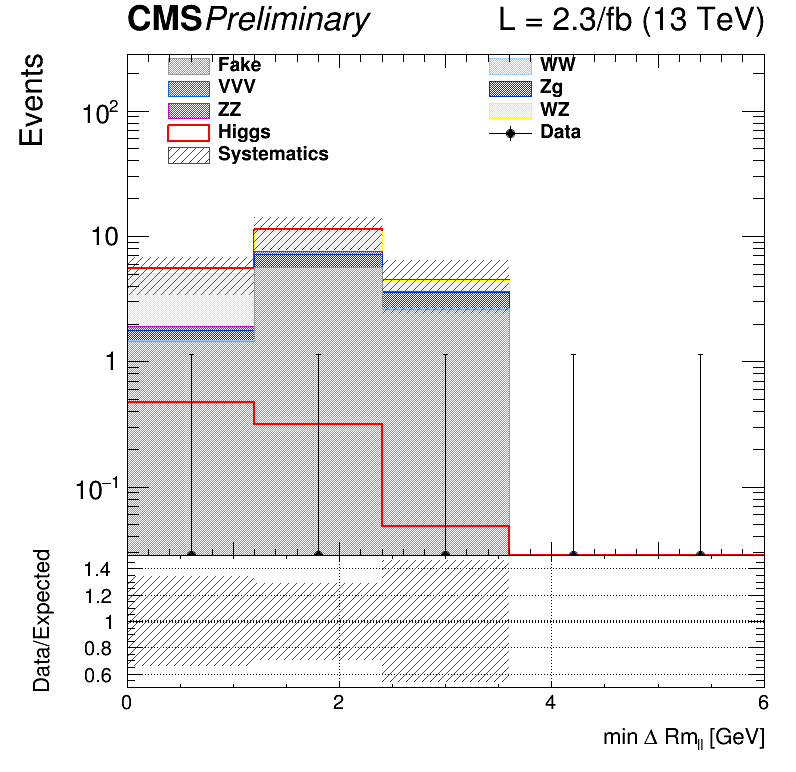 CMSPreliminary L = 2.3/fb (13 TeV)
Events
Fake WW
VVV Zg
ZZ WZ
Higgs Data
Systematics
10²
10
1
10⁻¹
Data/Expected
1.4
1.2
1
0.8
0.6
0 2 4 6
min Δ Rm_ll [GeV]